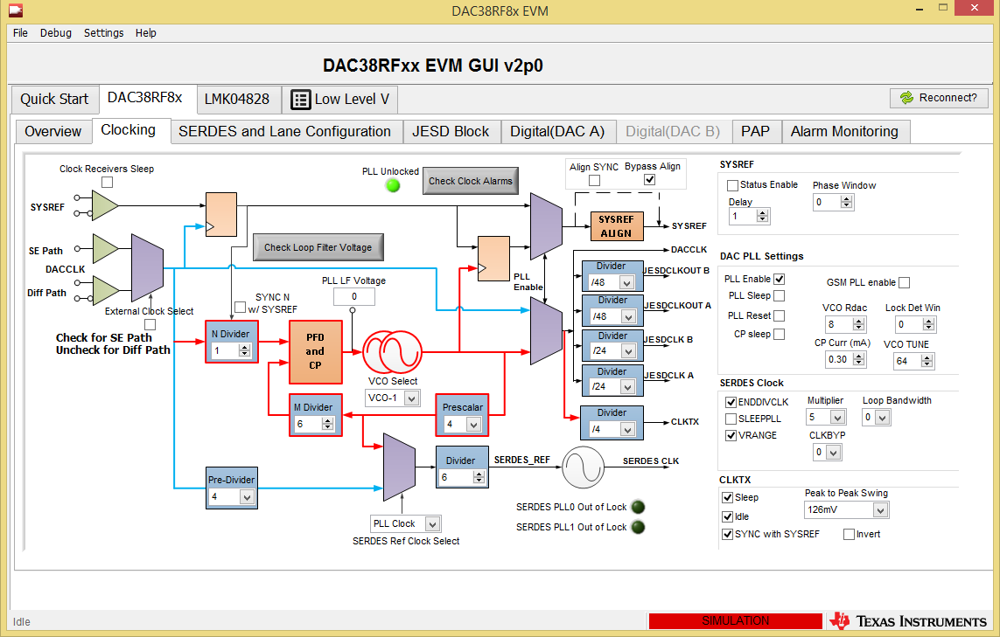 DAC38RF8x EVM
File Debug Settings Help
DAC38RFxx EVM GUI v2p0
Quick Start DAC38RF8x LMK04828 Low Level V Reconnect?
Overview Clocking SERDES and Lane Configuration JESD Block Digital(DAC A) Digital(DAC B) PAP Alarm Monitoring
Clock Receivers Sleep
SYSREF
SE Path
DACCLK
Diff Path
External Clock Select
Check for SE Path
Uncheck for Diff Path
PLL Unlocked
Check Clock Alarms
Check Loop Filter Voltage
SYNC N
w/ SYSREF
PLL LF Voltage
0
N Divider
1
PFD
and
CP
VCO Select
VCO-1
M Divider
6
Prescalar
4
Pre-Divider
4
PLL Clock
SERDES Ref Clock Select
Divider
6
SERDES_REF
SERDES CLK
SERDES PLL0 Out of Lock
SERDES PLL1 Out of Lock
PLL
Enable
Align SYNC Bypass Align
SYSREF
ALIGN
SYSREF
DACCLK
Divider
/48
JESDCLKOUT B
Divider
/48
JESDCLKOUT A
Divider
/24
JESDCLK B
Divider
/24
JESDCLK A
Divider
/4
CLKTX
SYSREF
Status Enable Phase Window
Delay 0
1
DAC PLL Settings
PLL Enable GSM PLL enable
PLL Sleep
VCO Rdac Lock Det Win
PLL Reset 8 0
CP sleep CP Curr (mA) VCO TUNE
0.30 64
SERDES Clock
ENDDIVCLK Multiplier Loop Bandwidth
SLEEPPLL 5 0
VRANGE CLKBYP
0
CLKTX
Sleep Peak to Peak Swing
Idle 126mV
SYNC with SYSREF Invert
Idle SIMULATION TEXAS INSTRUMENTS